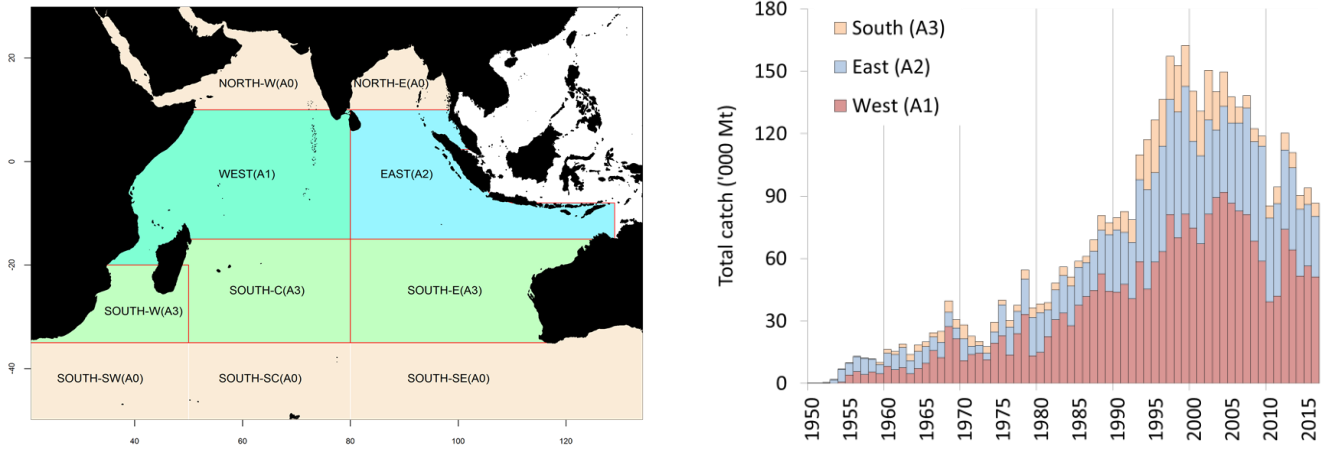 NORTH-W(A0) NORTH-E(A0)
WEST(A1) EAST(A2)
SOUTH-C(A3) SOUTH-E(A3)
SOUTH-W(A3)
SOUTH-SW(A0) SOUTH-SC(A0) SOUTH-SE(A0)
20
0
-20
-40
40 60 80 100 120
Total catch ('000 Mt)
180
150
120
90
60
30
0
South (A3)
East (A2)
West (A1)
1950 1955 1960 1965 1970 1975 1980 1985 1990 1995 2000 2005 2010 2015